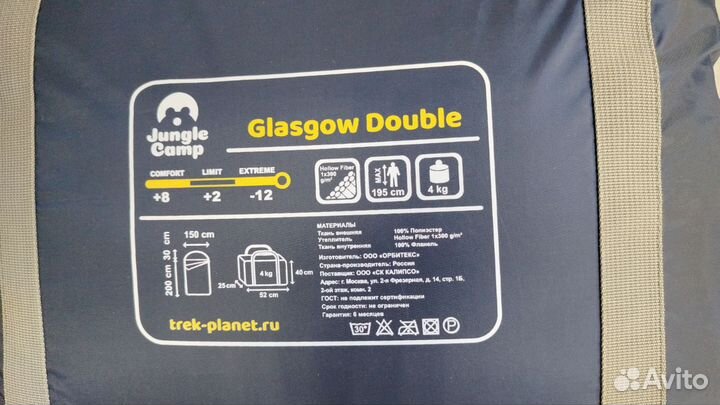 Jungle
Camp
Glasgow Double
COMFORT LIMIT EXTREME
+8 +2 -12
Hollow Fiber
1x300
g/m²
MAX
195 cm
4 kg
150 cm
30 cm
200 cm
4 kg
40 cm
25 cm
52 cm
МАТЕРИАЛЫ
Ткань внешняя 100% Полиэстер
Утеплитель Hollow Fiber 1x300 g/m²
Ткань внутренняя 100% Фланель
Изготовитель: ООО «ОРБИТЕКС»
Страна-производитель: Россия
Поставщик: ООО «СК КАЛИПСО»
Адрес: г. Москва, ул. 2-я Фрезерная, д. 14, стр. 1Б,
2-ой этаж, комн. 2
ГОСТ: не подлежит сертификации
Срок годности: не ограничен
Гарантия: 6 месяцев
trek-planet.ru
30°
P
Avito